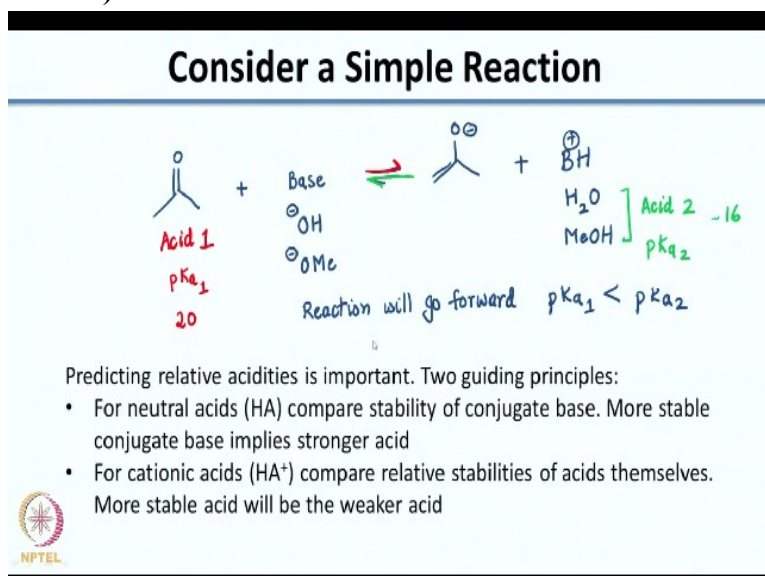 Consider a Simple Reaction
O
O⊖
+ Base ⇌ + ⊕BH
⊖OH H₂O
⊖OMe MeOH
Acid 1
pKa₁
20
Acid 2 ~16
pKa₂
Reaction will go forward pKa₁ < pKa₂
Predicting relative acidities is important. Two guiding principles:
• For neutral acids (HA) compare stability of conjugate base. More stable
conjugate base implies stronger acid
• For cationic acids (HA⁺) compare relative stabilities of acids themselves.
More stable acid will be the weaker acid
NPTEL